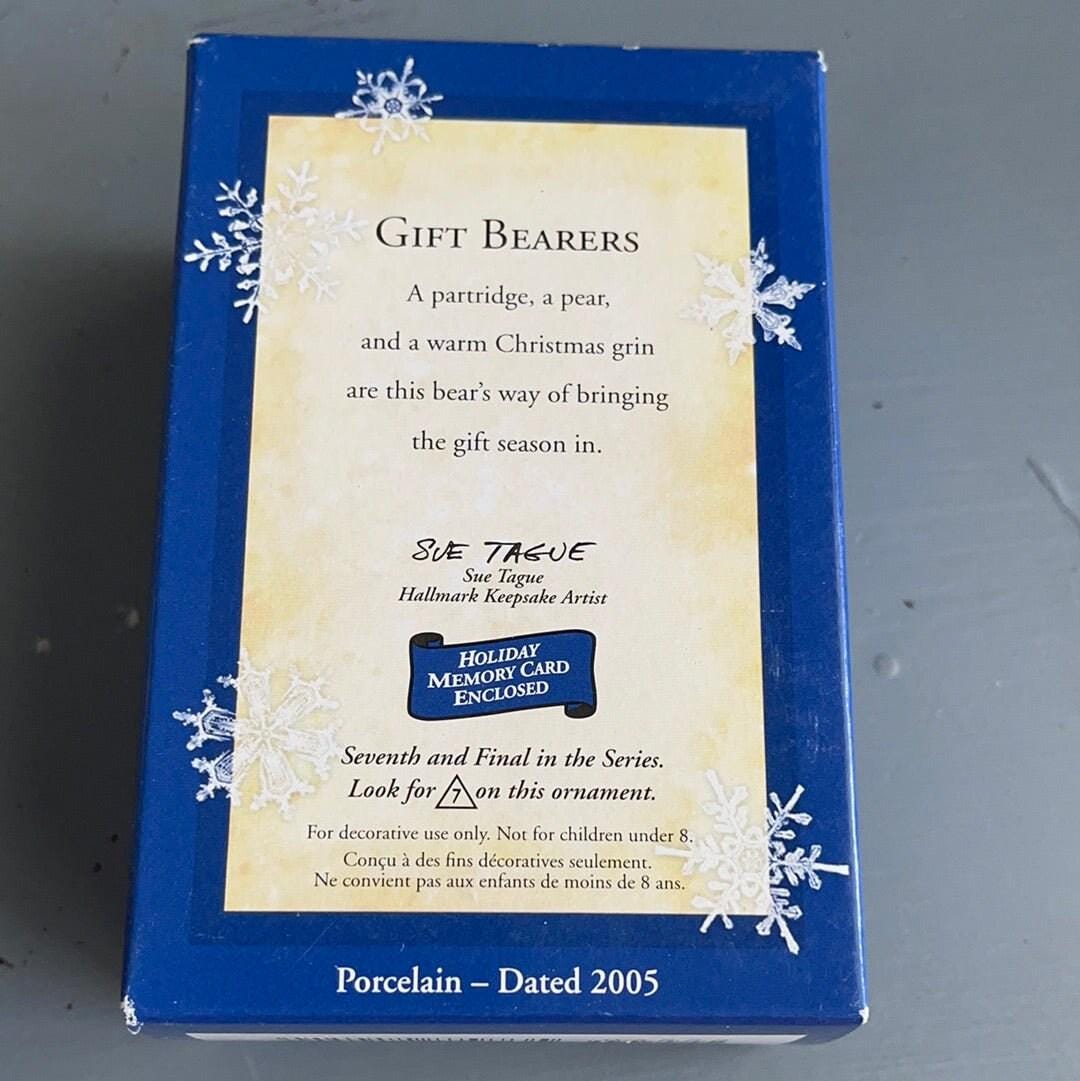 GIFT BEARERS
A partridge, a pear,
and a warm Christmas grin
are this bear's way of bringing
the gift season in.
SUE TAGUE
Sue Tague
Hallmark Keepsake Artist
HOLIDAY
MEMORY CARD
ENCLOSED
Seventh and Final in the Series.
Look for 7 on this ornament.
For decorative use only. Not for children under 8.
Conçu à des fins décoratives seulement.
Ne convient pas aux enfants de moins de 8 ans.
Porcelain – Dated 2005